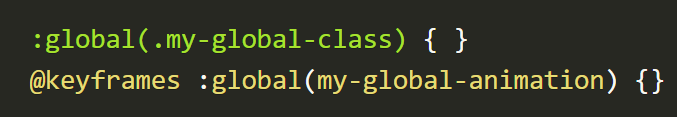 :global(.my-global-class) { }
@keyframes :global(my-global-animation) {}